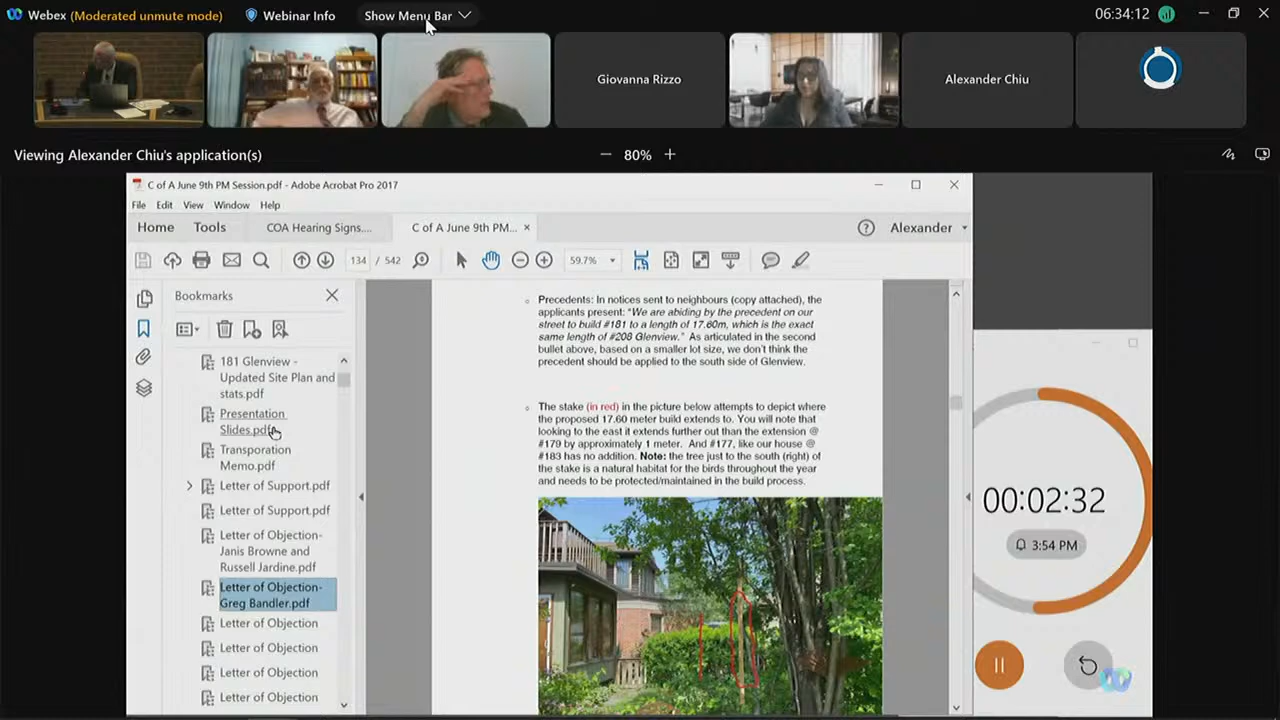 Webex (Moderated unmute mode) Webinar Info Show Menu Bar 06:34:12
Giovanna Rizzo
Alexander Chiu
Viewing Alexander Chiu's application(s) 80%
C of A June 9th PM Session.pdf - Adobe Acrobat Pro 2017
File Edit View Window Help
Home Tools COA Hearing Signs.... C of A June 9th PM... × Alexander
134 / 542 59.7%
Bookmarks
181 Glenview -
Updated Site Plan and
stats.pdf
Presentation
Slides.pdf
Transporation
Memo.pdf
Letter of Support.pdf
Letter of Support.pdf
Letter of Objection-
Janis Browne and
Russell Jardine.pdf
Letter of Objection-
Greg Bandler.pdf
Letter of Objection
Letter of Objection
Letter of Objection
Letter of Objection
Precedents: In notices sent to neighbours (copy attached), the
applicants present: "We are abiding by the precedent on our
street to build #181 to a length of 17.60m, which is the exact
same length of #208 Glenview." As articulated in the second
bullet above, based on a smaller lot size, we don't think the
precedent should be applied to the south side of Glenview.
The stake (in red) in the picture below attempts to depict where
the proposed 17.60 meter build extends to. You will note that
looking to the east it extends further out than the extension @
#179 by approximately 1 meter. And #177, like our house @
#183 has no addition. Note: the tree just to the south (right) of
the stake is a natural habitat for the birds throughout the year
and needs to be protected/maintained in the build process.
00:02:32
3:54 PM